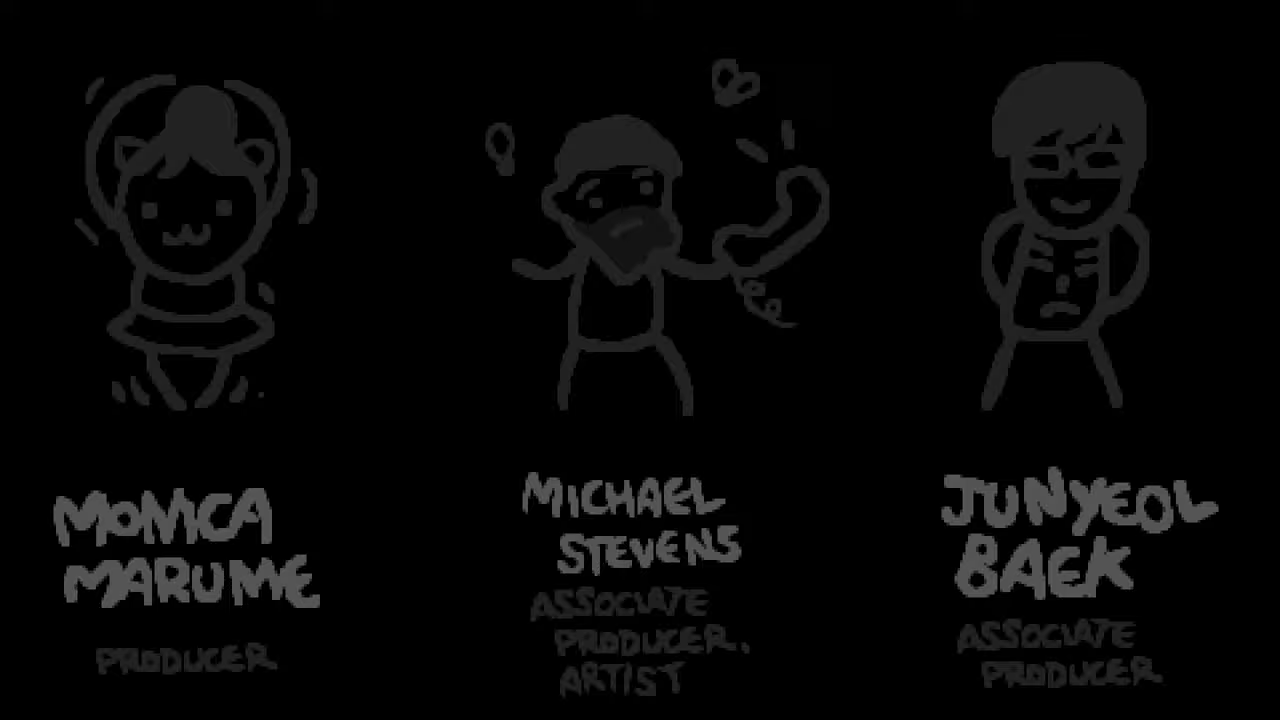 MONICA
MARUME
PRODUCER
MICHAEL
STEVENS
ASSOCIATE
PRODUCER.
ARTIST
JUNYEOL
BAEK
ASSOCIATE
PRODUCER